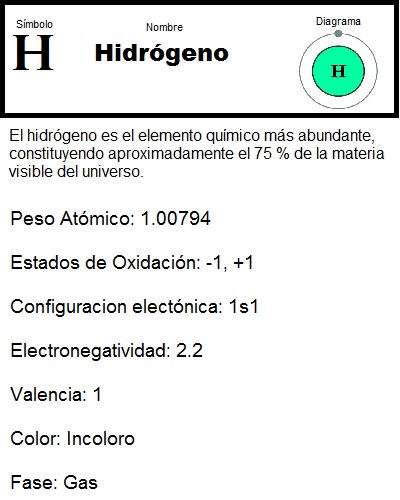 Símbolo
Nombre
Diagrama
H
Hidrógeno
H
El hidrógeno es el elemento químico más abundante,
constituyendo aproximadamente el 75 % de la materia
visible del universo.
Peso Atómico: 1.00794
Estados de Oxidación: -1, +1
Configuracion electónica: 1s1
Electronegatividad: 2.2
Valencia: 1
Color: Incoloro
Fase: Gas